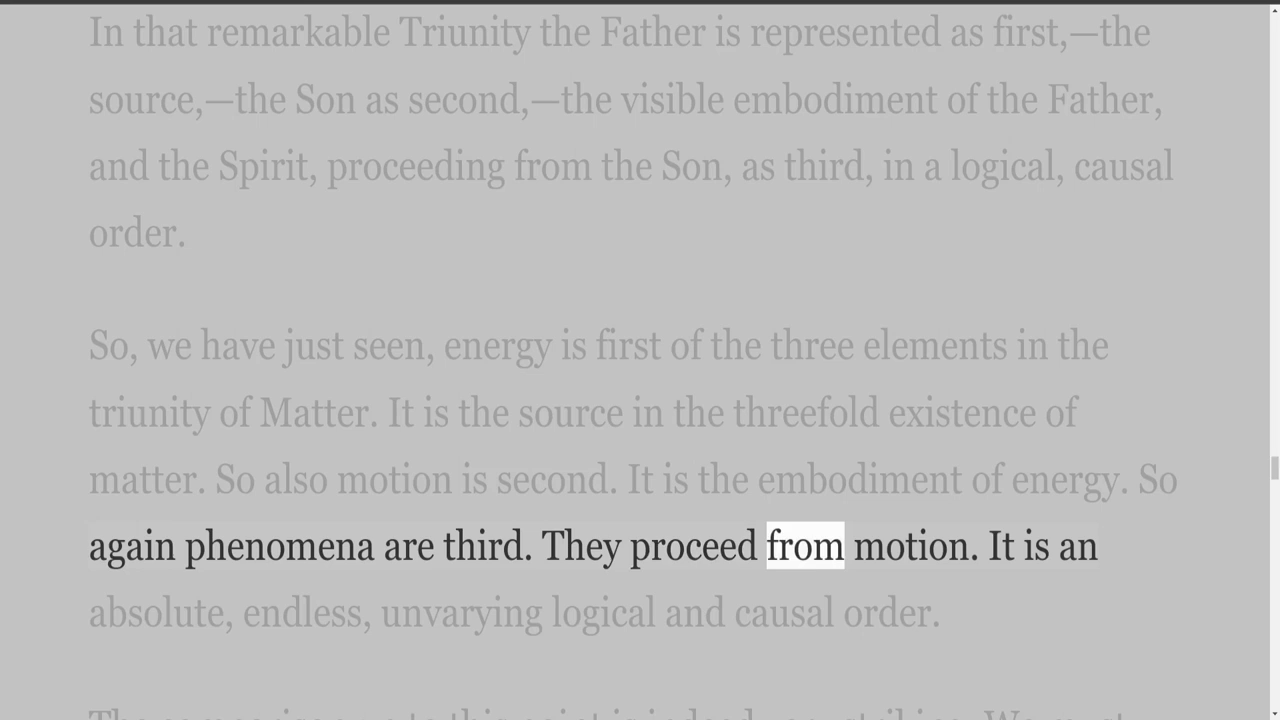 In that remarkable Triunity the Father is represented as first,—the
source,—the Son as second,—the visible embodiment of the Father,
and the Spirit, proceeding from the Son, as third, in a logical, causal
order.
So, we have just seen, energy is first of the three elements in the
triunity of Matter. It is the source in the threefold existence of
matter. So also motion is second. It is the embodiment of energy. So
again phenomena are third. They proceed from motion. It is an
absolute, endless, unvarying logical and causal order.